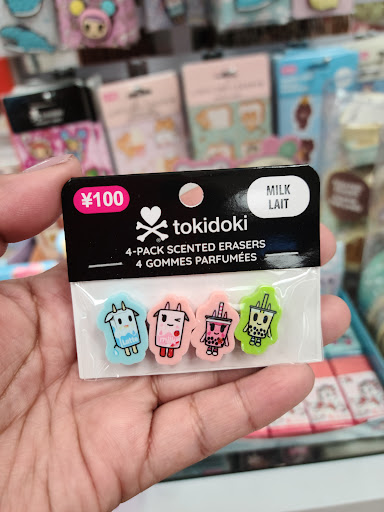 ¥100
MILK
LAIT
tokidoki
4-PACK SCENTED ERASERS
4 GOMMES PARFUMÉES